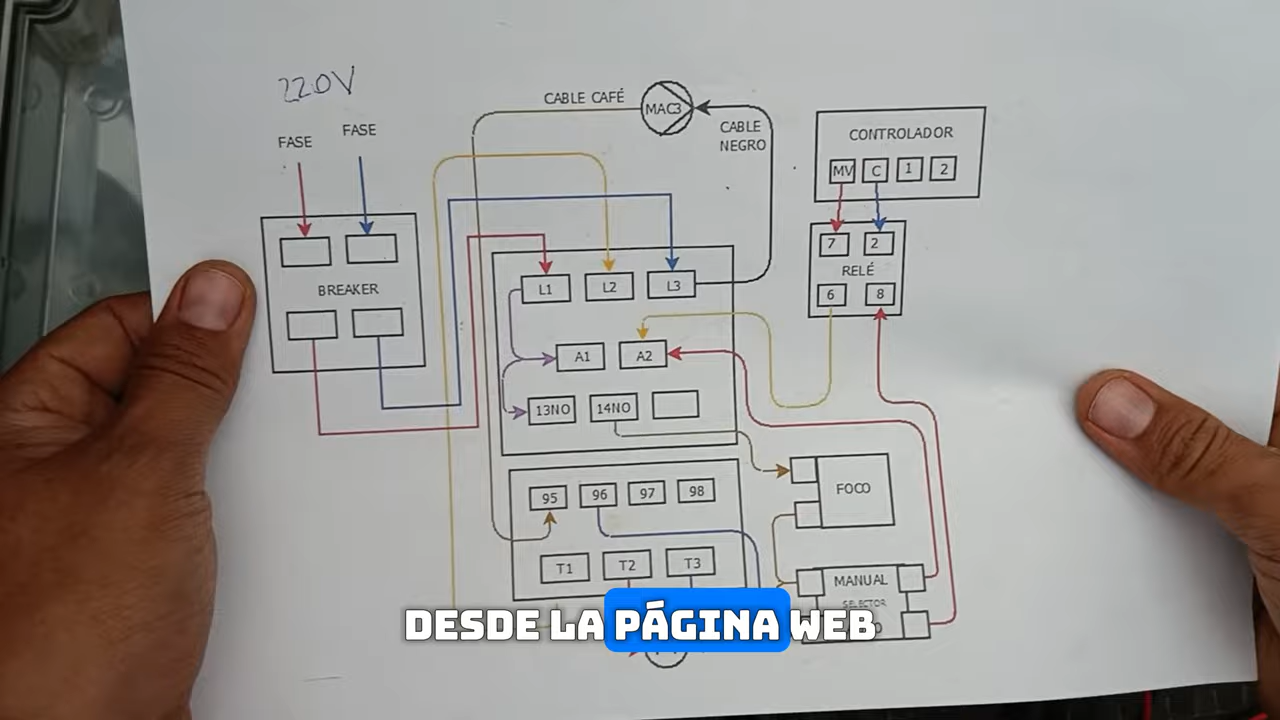 220V
FASE
FASE
BREAKER
CABLE CAFÉ
MAC3
CABLE
NEGRO
CONTROLADOR
MV C 1 2
7 2
RELÉ
6 8
L1 L2 L3
A1 A2
13NO 14NO
95 96 97 98
T1 T2 T3
FOCO
MANUAL
SELECTOR
DESDE LA PÁGINA WEB